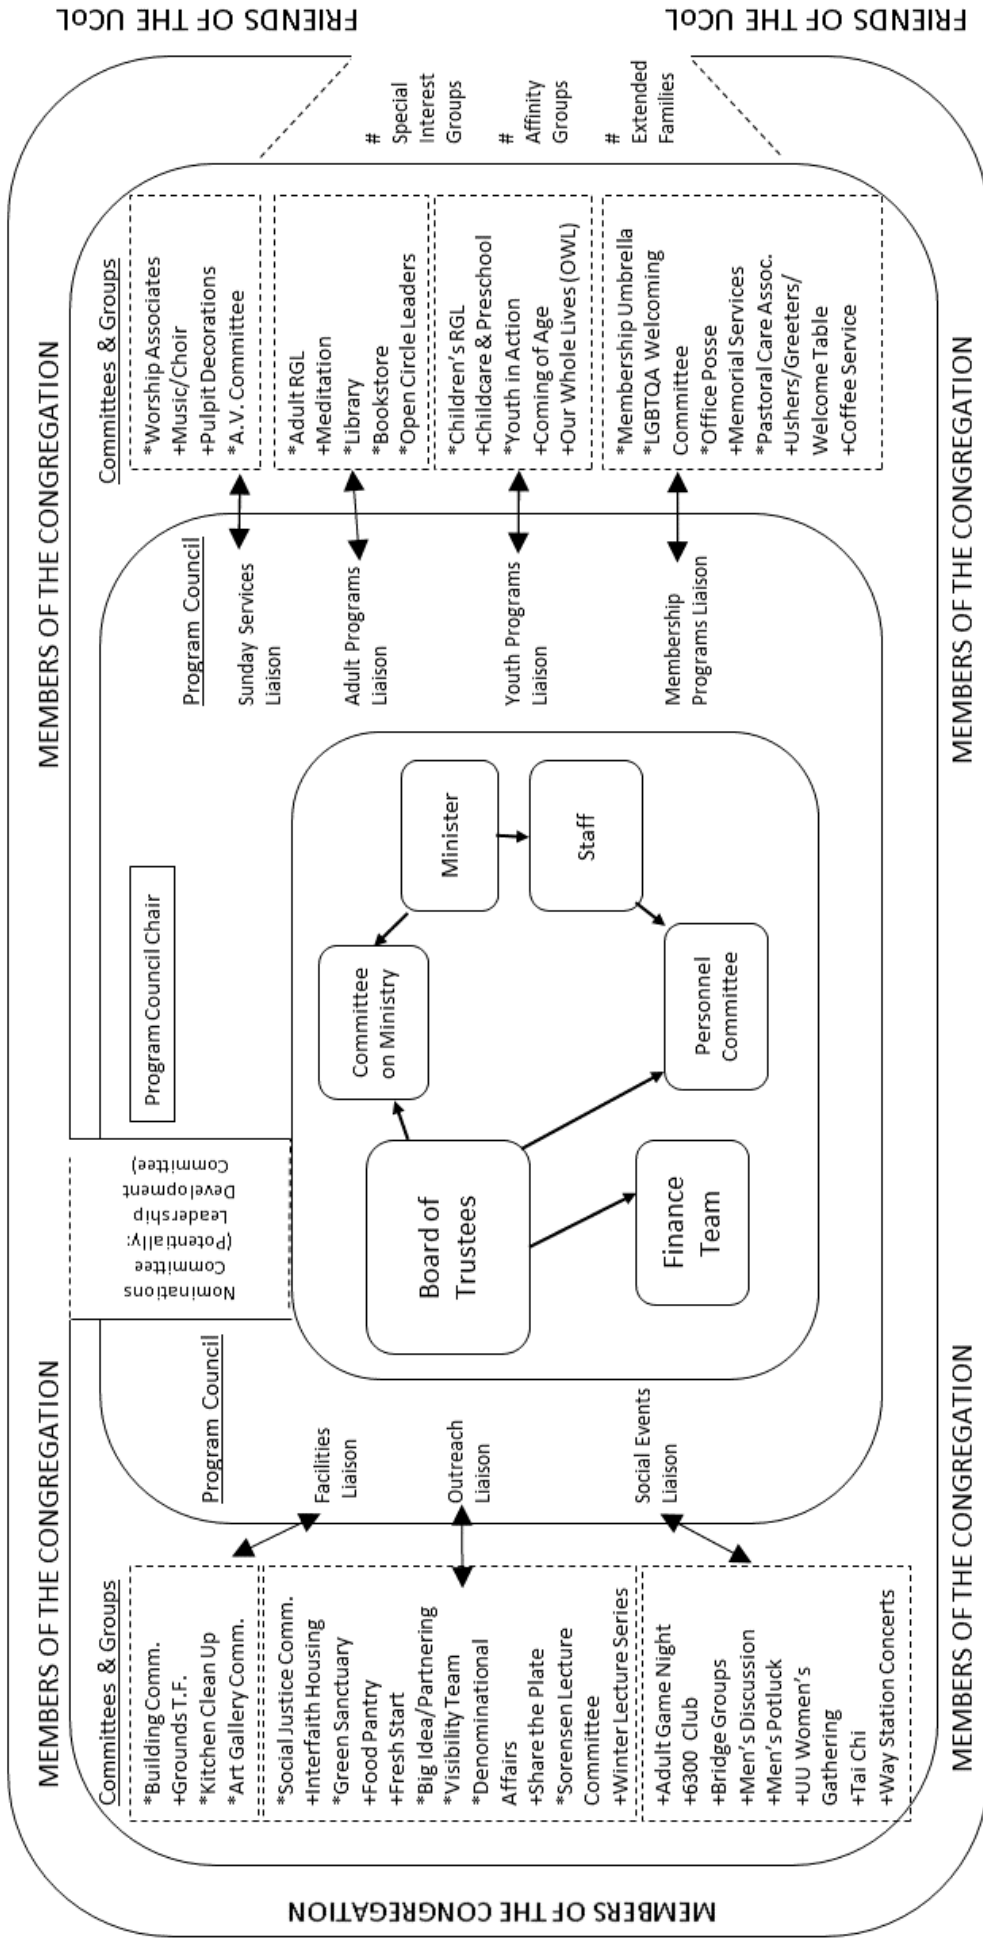 MEMBERS OF THE CONGREGATION
MEMBERS OF THE CONGREGATION
FRIENDS OF THE UCoL
MEMBERS OF THE CONGREGATION
Committees & Groups
*Building Comm.
+Grounds T.F.
*Kitchen Clean Up
*Art Gallery Comm.
*Social Justice Comm.
+Interfaith Housing
*Green Sanctuary
+Food Pantry
+Fresh Start
*Big Idea/Partnering
*Visibility Team
*Denominational
Affairs
+Share the Plate
*Sorensen Lecture
Committee
+Winter Lecture Series
+Adult Game Night
+6300 Club
+Bridge Groups
+Men's Discussion
+Men's Potluck
+UU Women's
Gathering
+Tai Chi
+Way Station Concerts
Program Council
Facilities
Liaison
Outreach
Liaison
Social Events
Liaison
Nominations
Committee
(Potentially:
Leadership
Development
Committee)
Program Council Chair
Board of
Trustees
Committee
on Ministry
Minister
Staff
Finance
Team
Personnel
Committee
Program Council
Sunday Services
Liaison
Adult Programs
Liaison
Youth Programs
Liaison
Membership
Programs Liaison
Committees & Groups
*Worship Associates
+Music/Choir
+Pulpit Decorations
*A.V. Committee
*Adult RGL
+Meditation
*Library
*Bookstore
*Open Circle Leaders
*Children's RGL
+Childcare & Preschool
*Youth in Action
+Coming of Age
+Our Whole Lives (OWL)
*Membership Umbrella
*LGBTQA Welcoming
Committee
*Office Posse
+Memorial Services
*Pastoral Care Assoc.
+Ushers/Greeters/
Welcome Table
+Coffee Service
#
Special
Interest
Groups
#
Affinity
Groups
#
Extended
Families
FRIENDS OF THE UCoL
MEMBERS OF THE CONGREGATION
MEMBERS OF THE CONGREGATION